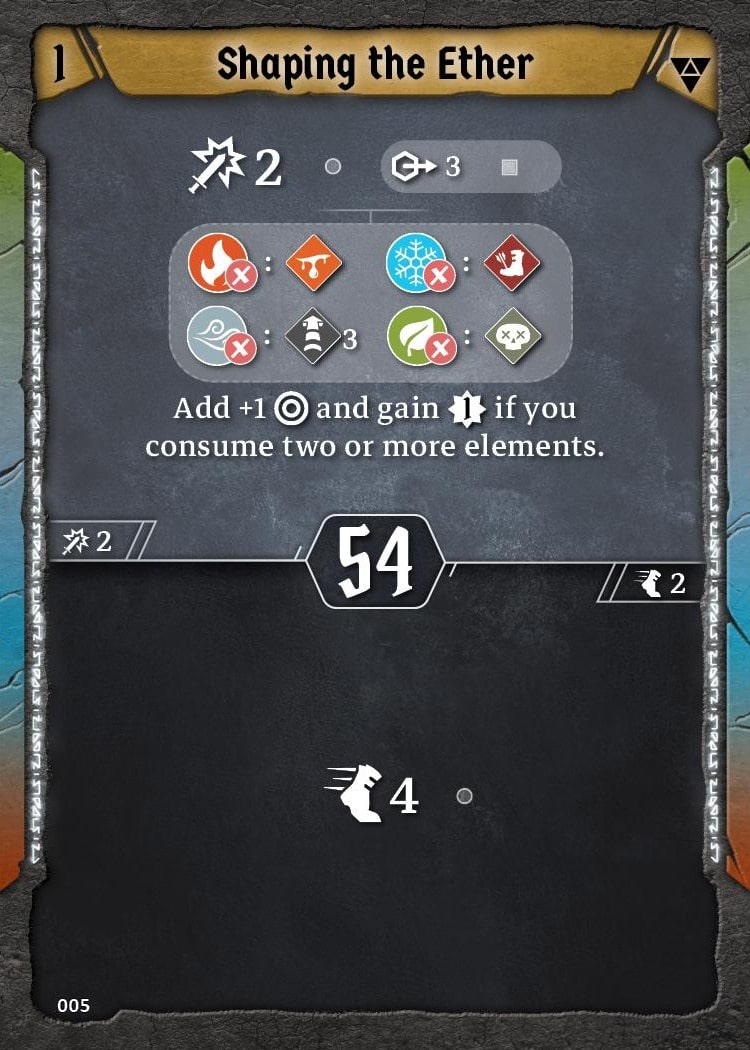 1 Shaping the Ether
2 3
: :
: 3 :
Add +1 and gain 1 if you
consume two or more elements.
2
54
2
4
005